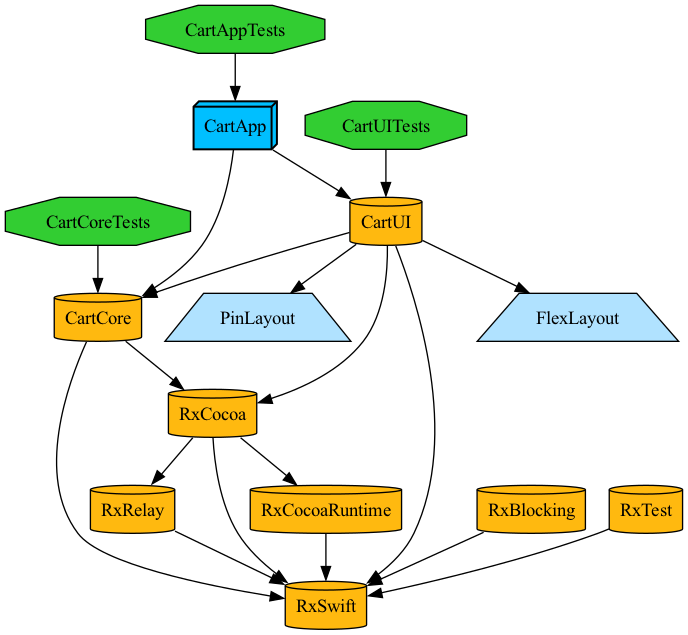 CartAppTests
CartApp
CartUITests
CartCoreTests
CartUI
CartCore
PinLayout
FlexLayout
RxCocoa
RxRelay
RxCocoaRuntime
RxBlocking
RxTest
RxSwift